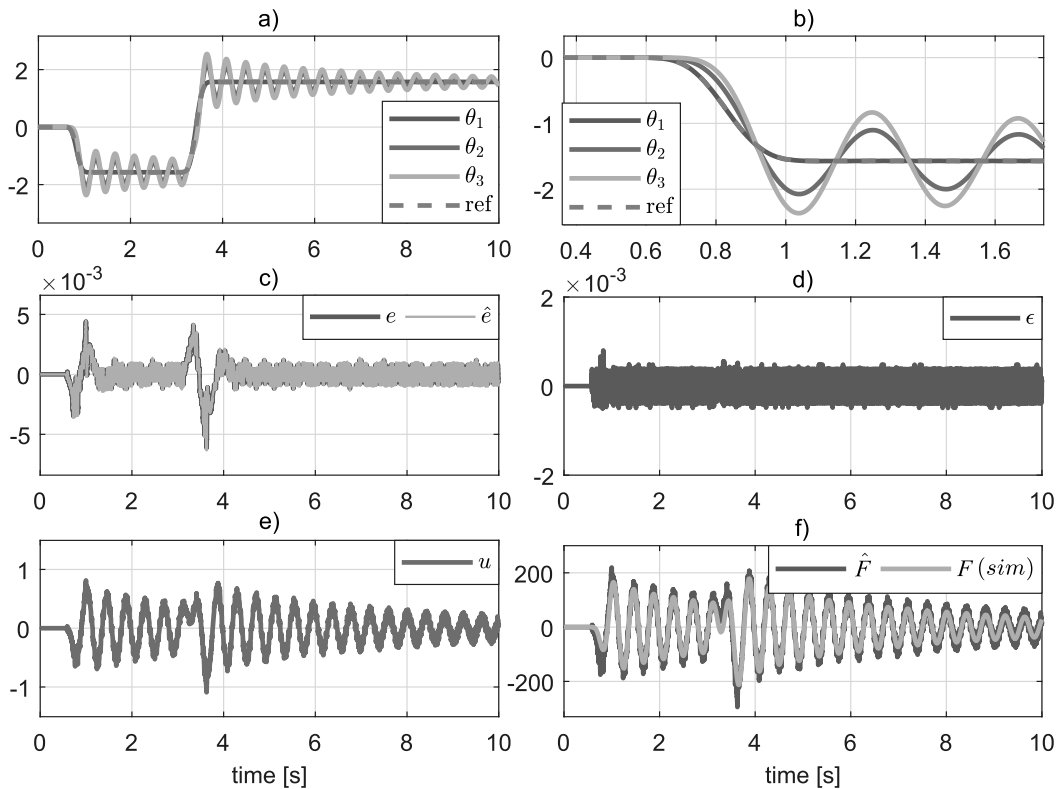 a)
2
0
-2
θ1
θ2
θ3
ref
0 2 4 6 8 10
b)
0
-1
-2
θ1
θ2
θ3
ref
0.4 0.6 0.8 1 1.2 1.4 1.6
c)
×10^-3
5
0
-5
e ê
0 2 4 6 8 10
d)
×10^-3
2
0
-2
ϵ
0 2 4 6 8 10
e)
1
0
-1
u
0 2 4 6 8 10
time [s]
f)
200
0
-200
F̂ F (sim)
0 2 4 6 8 10
time [s]